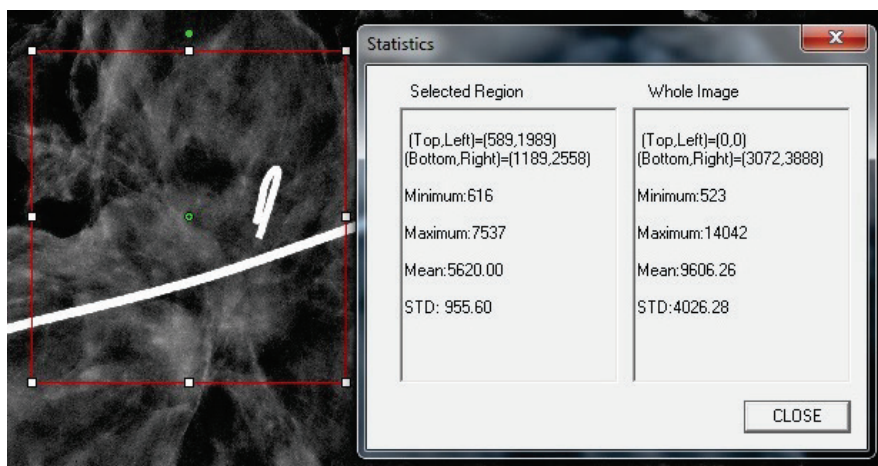 Statistics
Selected Region
(Top,Left)=(589,1989)
(Bottom,Right)=(1189,2558)
Minimum:616
Maximum:7537
Mean:5620.00
STD: 955.60
Whole Image
(Top,Left)=(0,0)
(Bottom,Right)=(3072,3888)
Minimum:523
Maximum:14042
Mean:9606.26
STD:4026.28
CLOSE